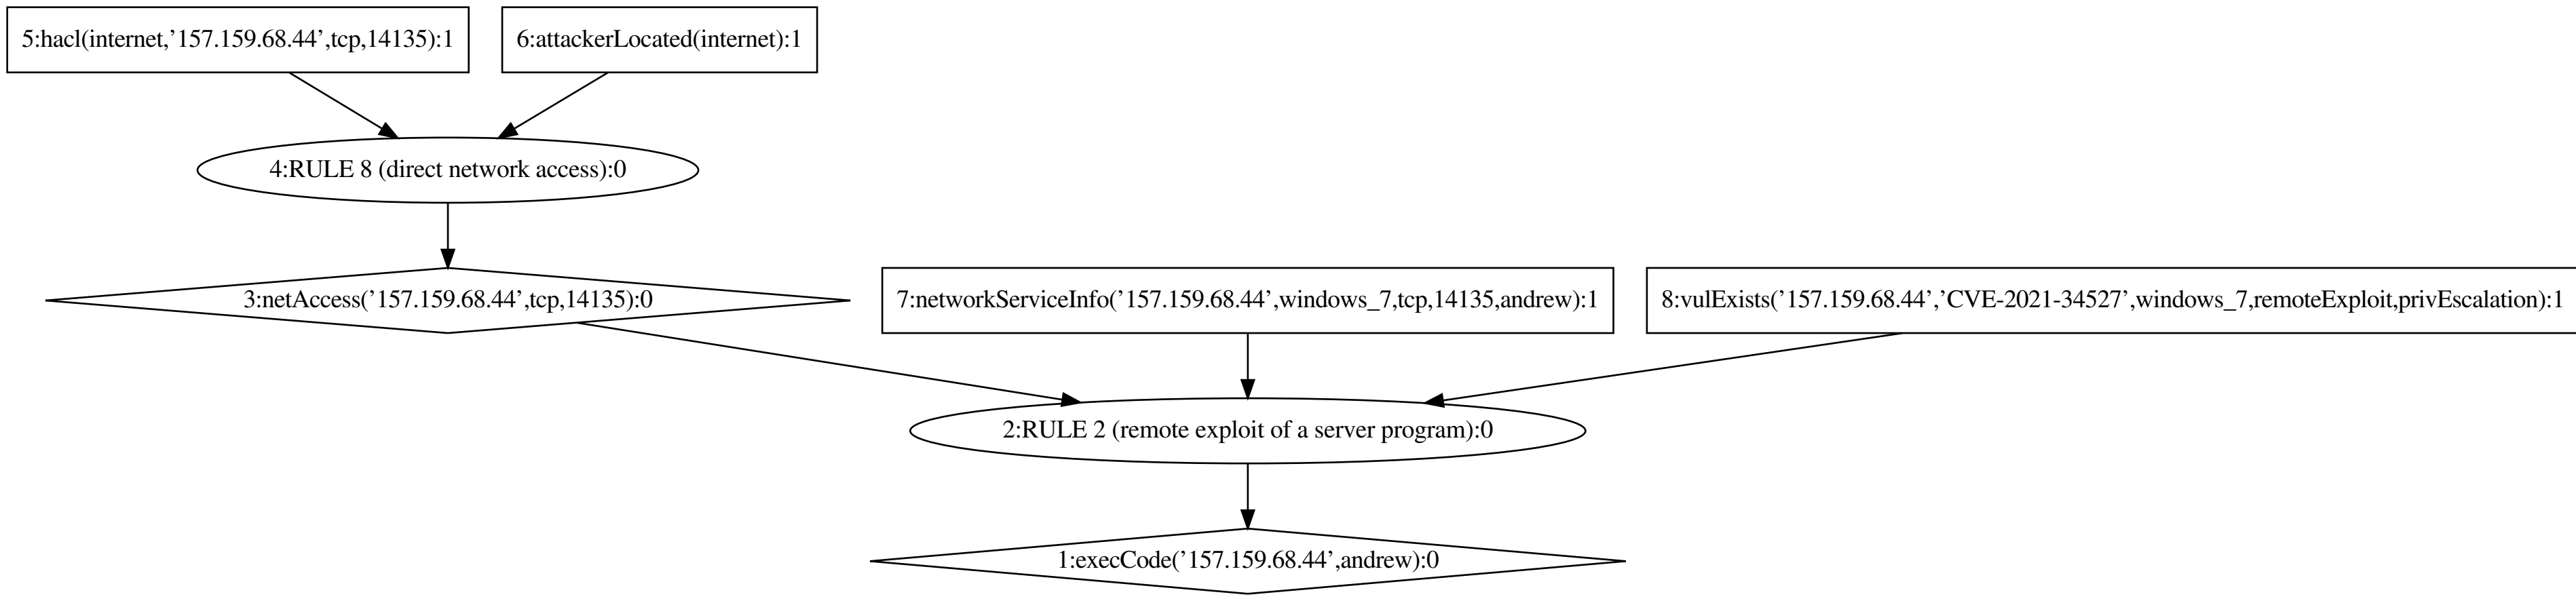 5:hacl(internet,’157.159.68.44’,tcp,14135):1
6:attackerLocated(internet):1
4:RULE 8 (direct network access):0
3:netAccess(’157.159.68.44’,tcp,14135):0
7:networkServiceInfo(’157.159.68.44’,windows_7,tcp,14135,andrew):1
8:vulExists(’157.159.68.44’,’CVE-2021-34527’,windows_7,remoteExploit,privEscalation):1
2:RULE 2 (remote exploit of a server program):0
1:execCode(’157.159.68.44’,andrew):0